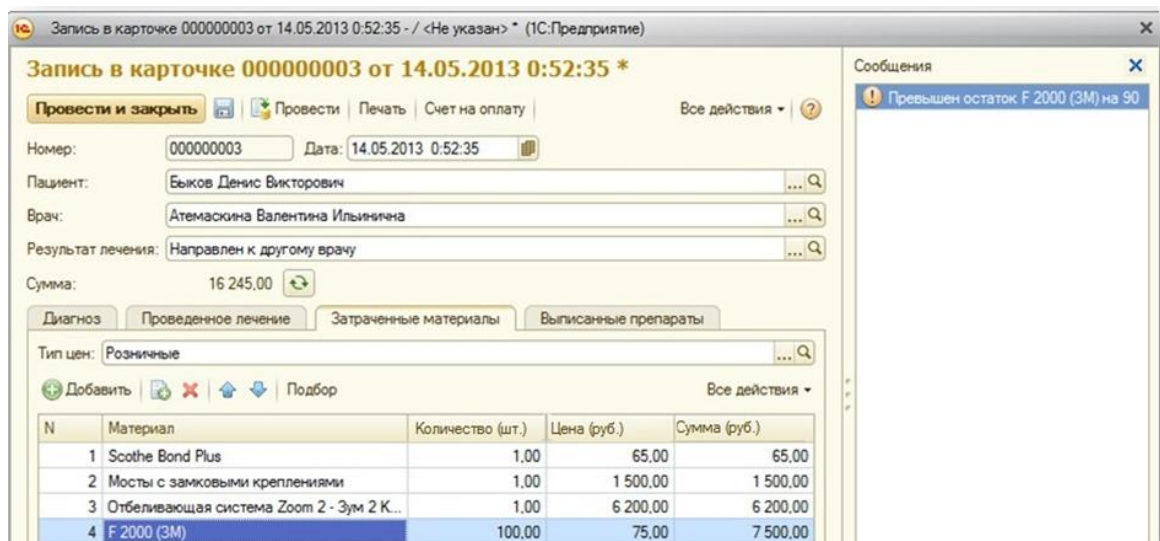 Запись в карточке 000000003 от 14.05.2013 0:52:35 - / <Не указан> * (1С:Предприятие)
Запись в карточке 000000003 от 14.05.2013 0:52:35 *
Провести и закрыть Провести Печать Счет на оплату Все действия
Номер: 000000003 Дата: 14.05.2013 0:52:35
Пациент: Быков Денис Викторович
Врач: Атемаскина Валентина Ильинична
Результат лечения: Направлен к другому врачу
Сумма: 16 245,00
Диагноз Проведенное лечение Затраченные материалы Выписанные препараты
Тип цен: Розничные
Добавить Подбор Все действия
N Материал Количество (шт.) Цена (руб.) Сумма (руб.)
1 Scothe Bond Plus 1,00 65,00 65,00
2 Мосты с замковыми креплениями 1,00 1 500,00 1 500,00
3 Отбеливающая система Zoom 2 - Зум 2 К... 1,00 6 200,00 6 200,00
4 F 2000 (3M) 100,00 75,00 7 500,00
Сообщения
Превышен остаток F 2000 (3M) на 90